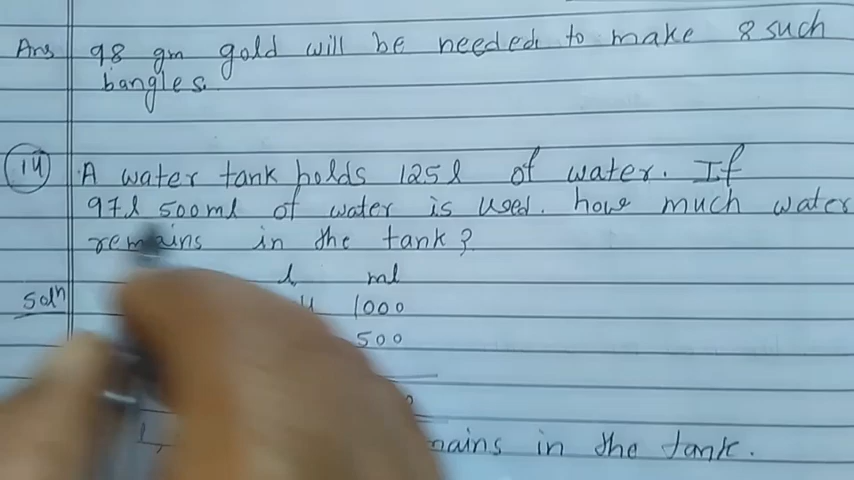 Ans 98 gm gold will be needed to make 8 such
bangles.
14 A water tank holds 125l of water. If
97l 500ml of water is used. how much water
remains in the tank?
l ml
Soln 1000
500
in the tank.